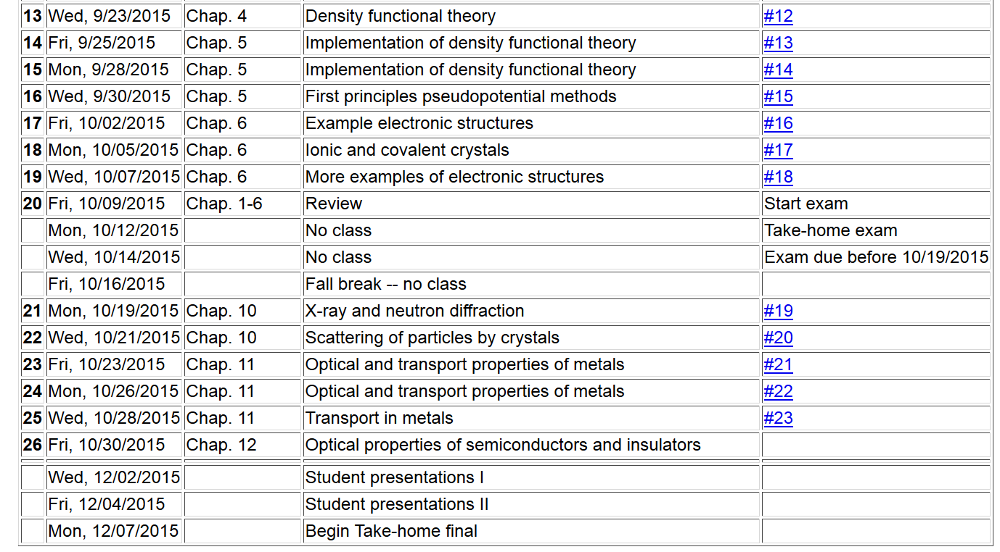 13 Wed, 9/23/2015 Chap. 4 Density functional theory #12
14 Fri, 9/25/2015 Chap. 5 Implementation of density functional theory #13
15 Mon, 9/28/2015 Chap. 5 Implementation of density functional theory #14
16 Wed, 9/30/2015 Chap. 5 First principles pseudopotential methods #15
17 Fri, 10/02/2015 Chap. 6 Example electronic structures #16
18 Mon, 10/05/2015 Chap. 6 Ionic and covalent crystals #17
19 Wed, 10/07/2015 Chap. 6 More examples of electronic structures #18
20 Fri, 10/09/2015 Chap. 1-6 Review Start exam
Mon, 10/12/2015 No class Take-home exam
Wed, 10/14/2015 No class Exam due before 10/19/2015
Fri, 10/16/2015 Fall break -- no class
21 Mon, 10/19/2015 Chap. 10 X-ray and neutron diffraction #19
22 Wed, 10/21/2015 Chap. 10 Scattering of particles by crystals #20
23 Fri, 10/23/2015 Chap. 11 Optical and transport properties of metals #21
24 Mon, 10/26/2015 Chap. 11 Optical and transport properties of metals #22
25 Wed, 10/28/2015 Chap. 11 Transport in metals #23
26 Fri, 10/30/2015 Chap. 12 Optical properties of semiconductors and insulators
Wed, 12/02/2015 Student presentations I
Fri, 12/04/2015 Student presentations II
Mon, 12/07/2015 Begin Take-home final